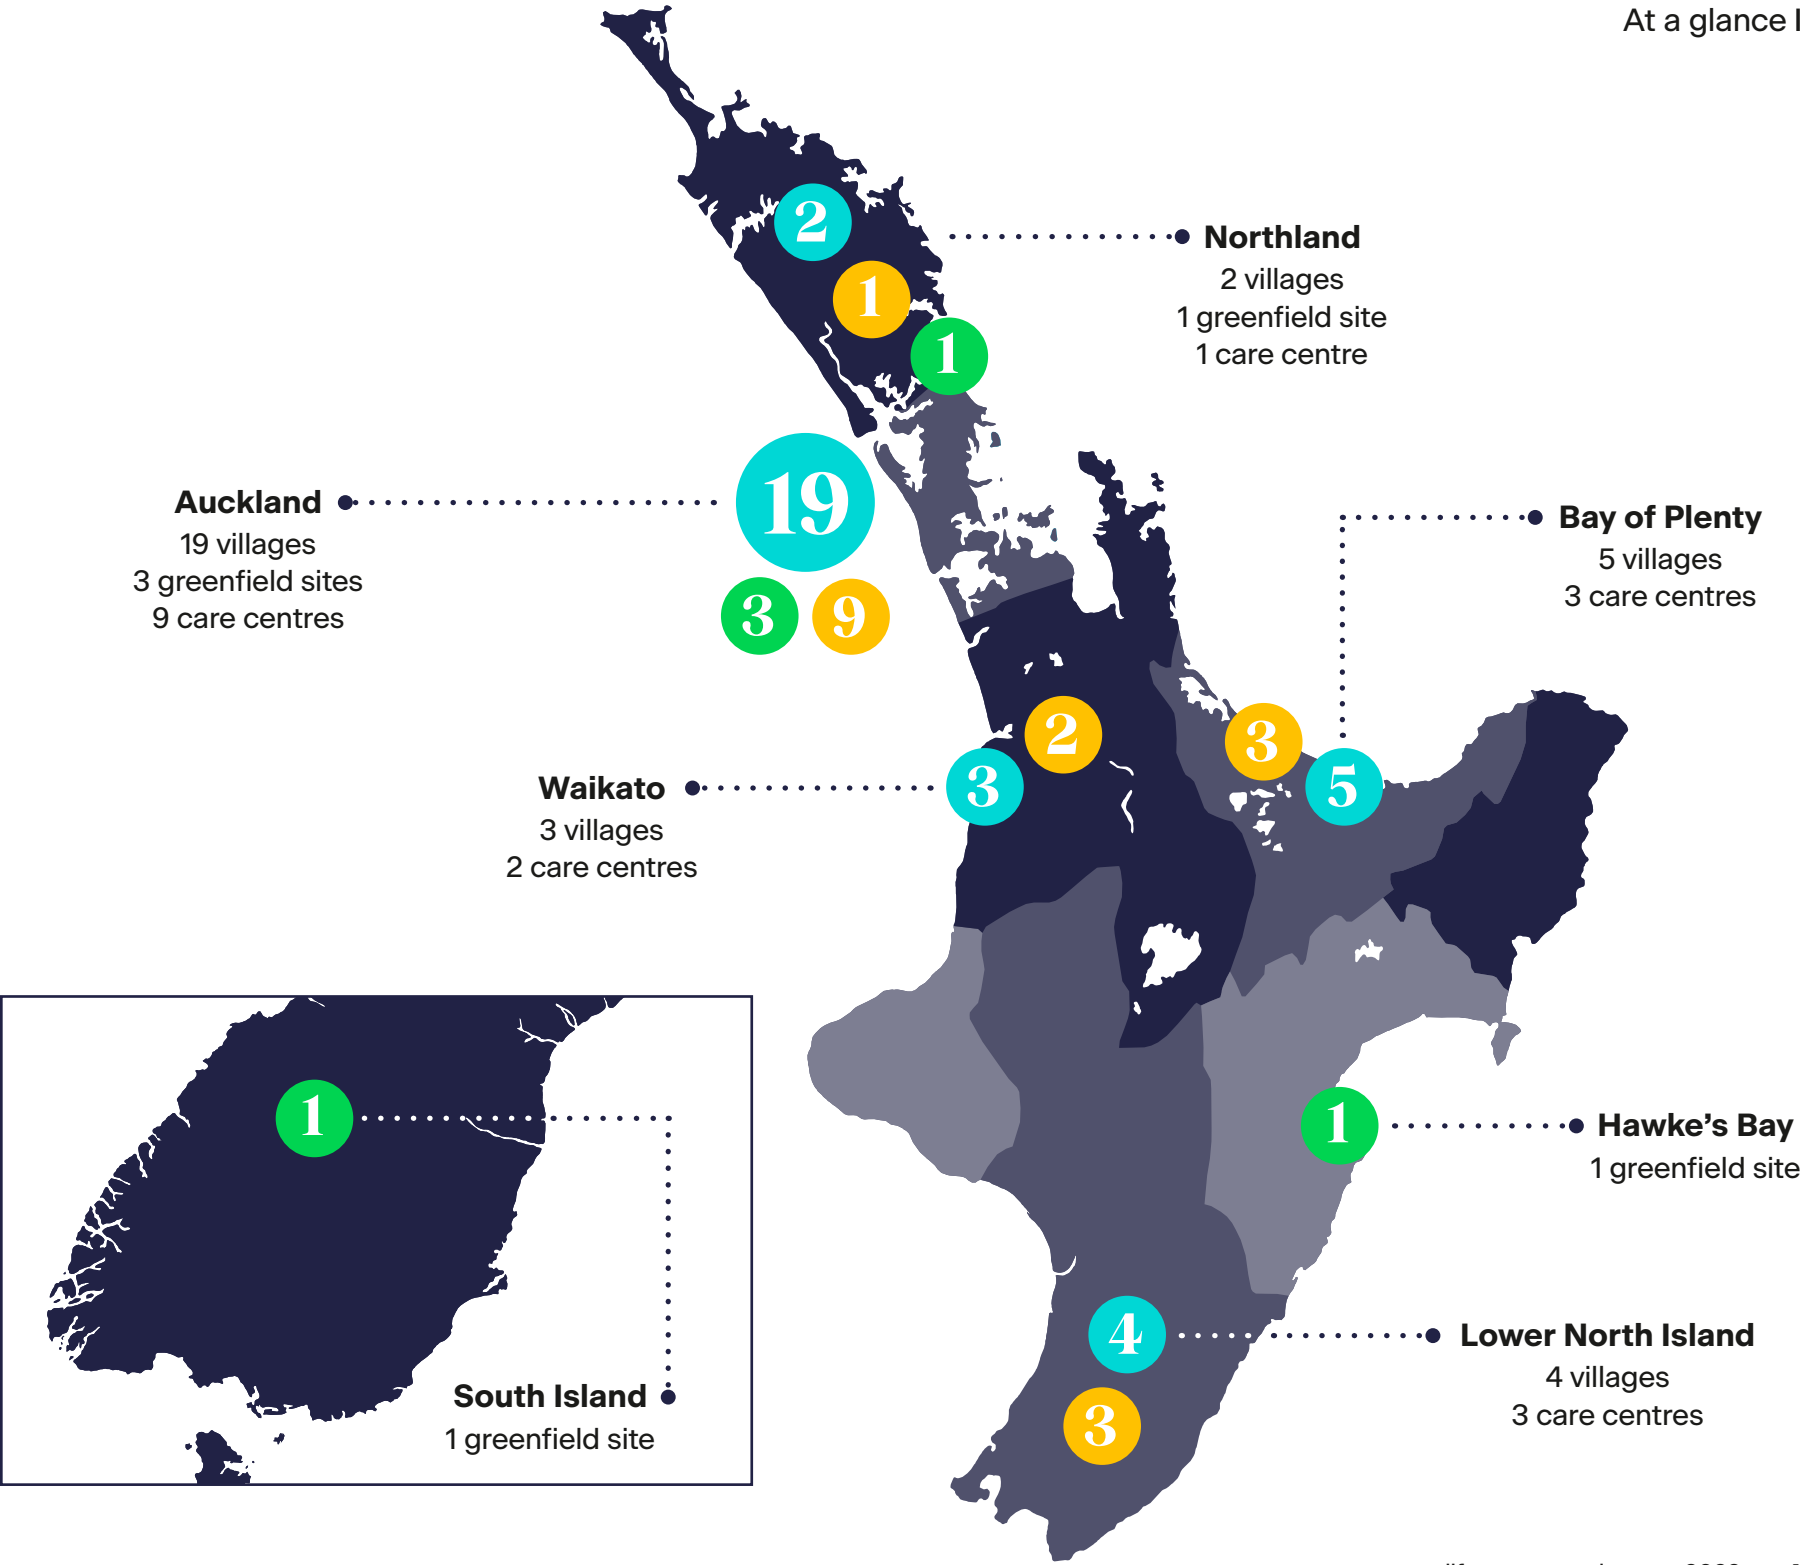 At a glance
2
1
1
Northland
2 villages
1 greenfield site
1 care centre
19
3
9
Auckland
19 villages
3 greenfield sites
9 care centres
Bay of Plenty
5 villages
3 care centres
2
3
3
5
Waikato
3 villages
2 care centres
1
South Island
1 greenfield site
1
Hawke’s Bay
1 greenfield site
4
3
Lower North Island
4 villages
3 care centres